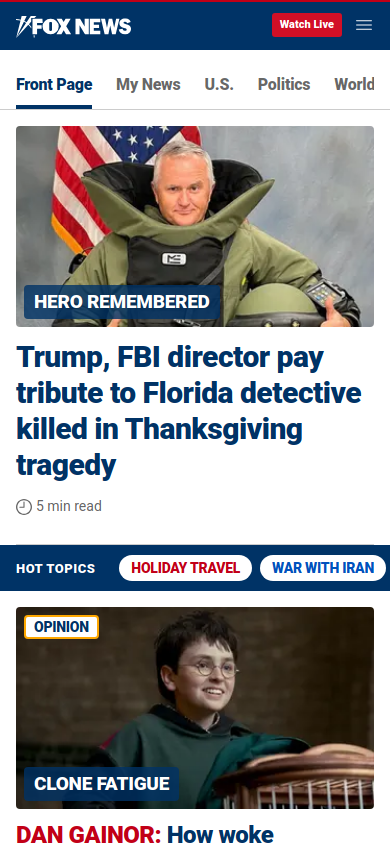 FOX NEWS
Watch Live
Front Page My News U.S. Politics World
HERO REMEMBERED
Trump, FBI director pay
tribute to Florida detective
killed in Thanksgiving
tragedy
5 min read
HOT TOPICS HOLIDAY TRAVEL WAR WITH IRAN
OPINION
CLONE FATIGUE
DAN GAINOR: How woke